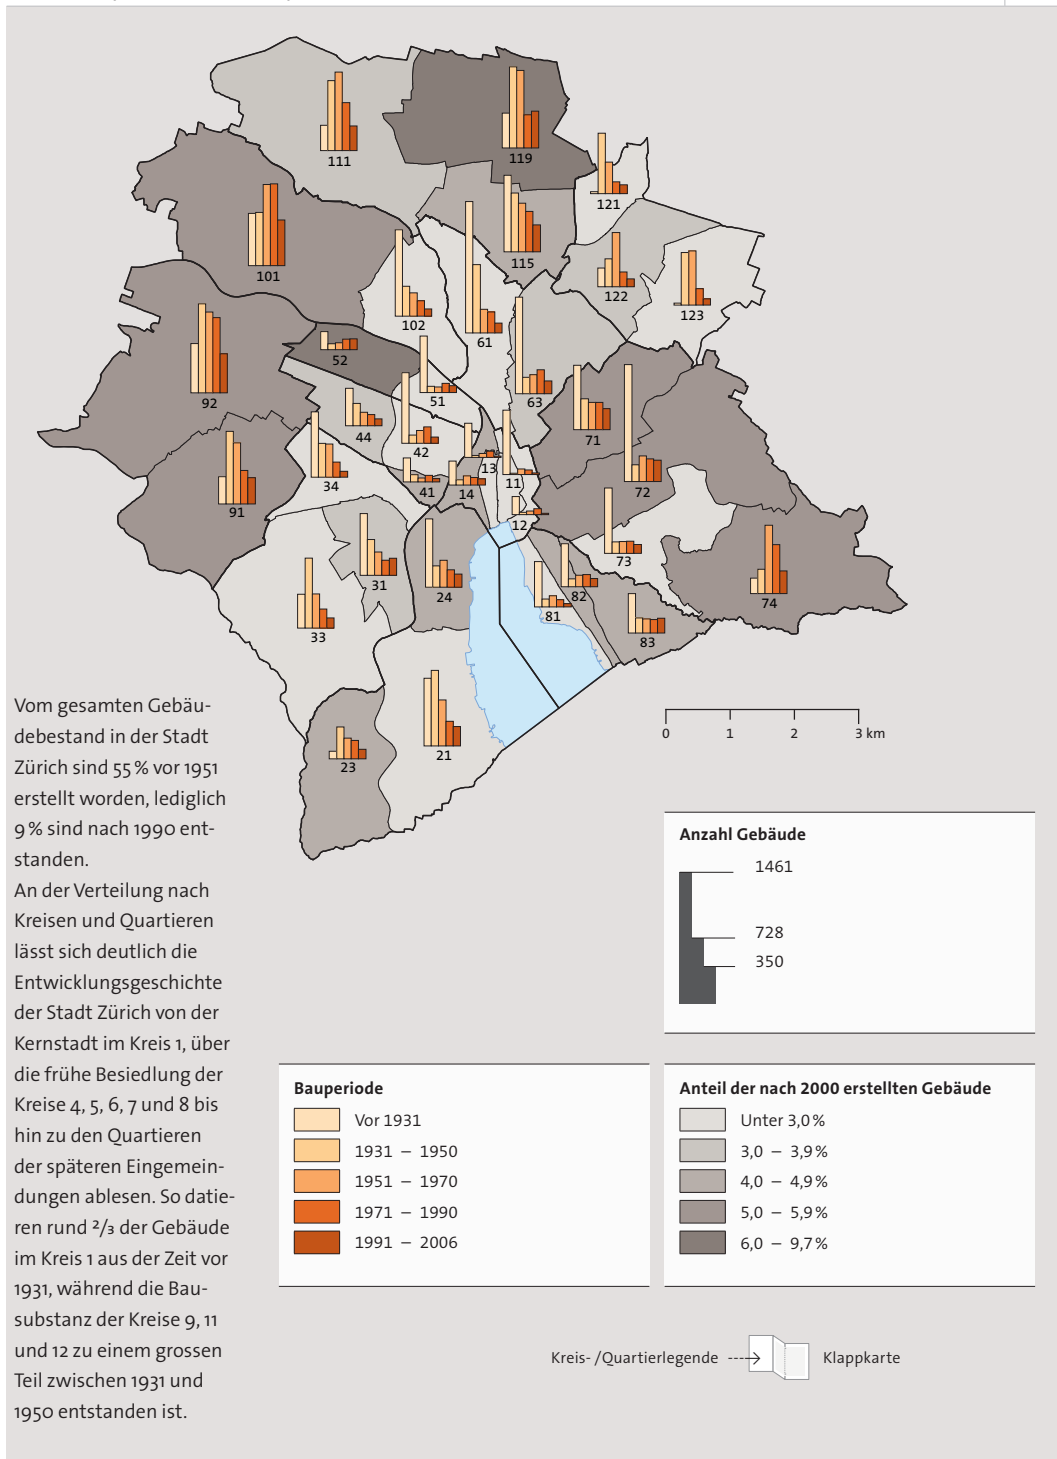 111
119
121
115
101
122
123
102
61
52
51
92
63
44
71
42
13
11
34
41
14
72
91
12
73
31
24
82
74
81
33
83
21
23
0 1 2 3 km
Vom gesamten Gebäu-
debestand in der Stadt
Zürich sind 55 % vor 1951
erstellt worden, lediglich
9 % sind nach 1990 ent-
standen.
An der Verteilung nach
Kreisen und Quartieren
lässt sich deutlich die
Entwicklungsgeschichte
der Stadt Zürich von der
Kernstadt im Kreis 1, über
die frühe Besiedlung der
Kreise 4, 5, 6, 7 und 8 bis
hin zu den Quartieren
der späteren Eingemein-
dungen ablesen. So datie-
ren rund 2/3 der Gebäude
im Kreis 1 aus der Zeit vor
1931, während die Bau-
substanz der Kreise 9, 11
und 12 zu einem grossen
Teil zwischen 1931 und
1950 entstanden ist.
Anzahl Gebäude
1461
728
350
Bauperiode
Vor 1931
1931 – 1950
1951 – 1970
1971 – 1990
1991 – 2006
Anteil der nach 2000 erstellten Gebäude
Unter 3,0 %
3,0 – 3,9 %
4,0 – 4,9 %
5,0 – 5,9 %
6,0 – 9,7 %
Kreis- /Quartierlegende
Klappkarte